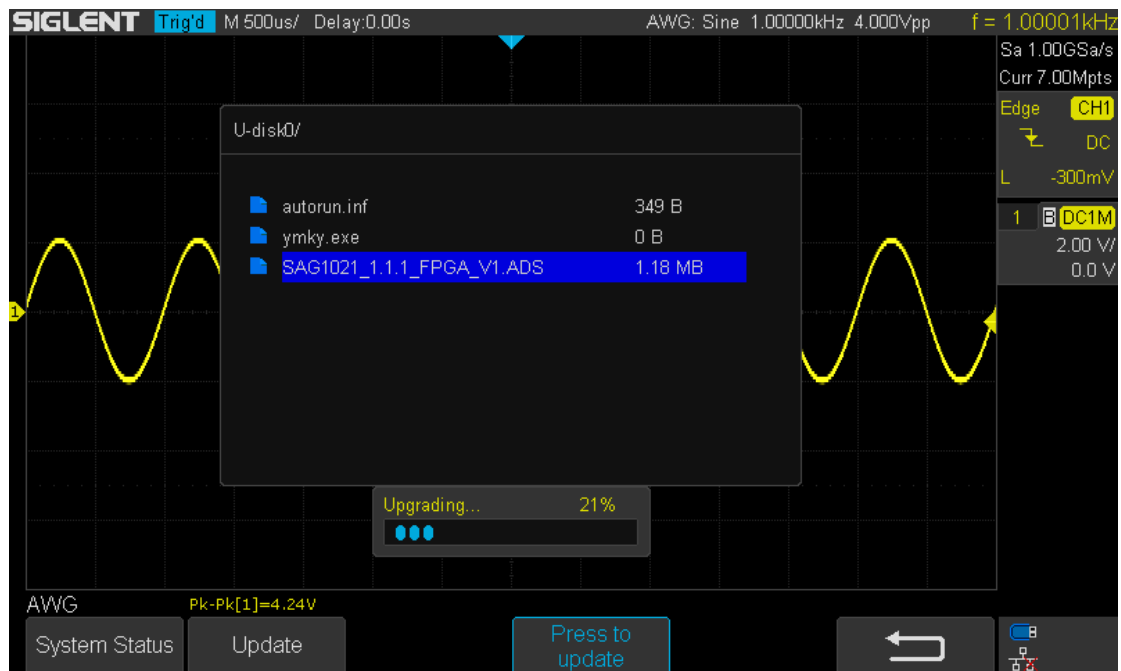 SIGLENT Trig'd M 500us/ Delay:0.00s AWG: Sine 1.00000kHz 4.000Vpp f = 1.00001kHz
Sa 1.00GSa/s
Curr 7.00Mpts
Edge CH1
DC
L -300mV
1 B DC1M
2.00 V/
0.0 V
U-disk0/
autorun.inf 349 B
ymky.exe 0 B
SAG1021_1.1.1_FPGA_V1.ADS 1.18 MB
1
Upgrading... 21%
AWG Pk-Pk[1]=4.24V
System Status Update Press to
update